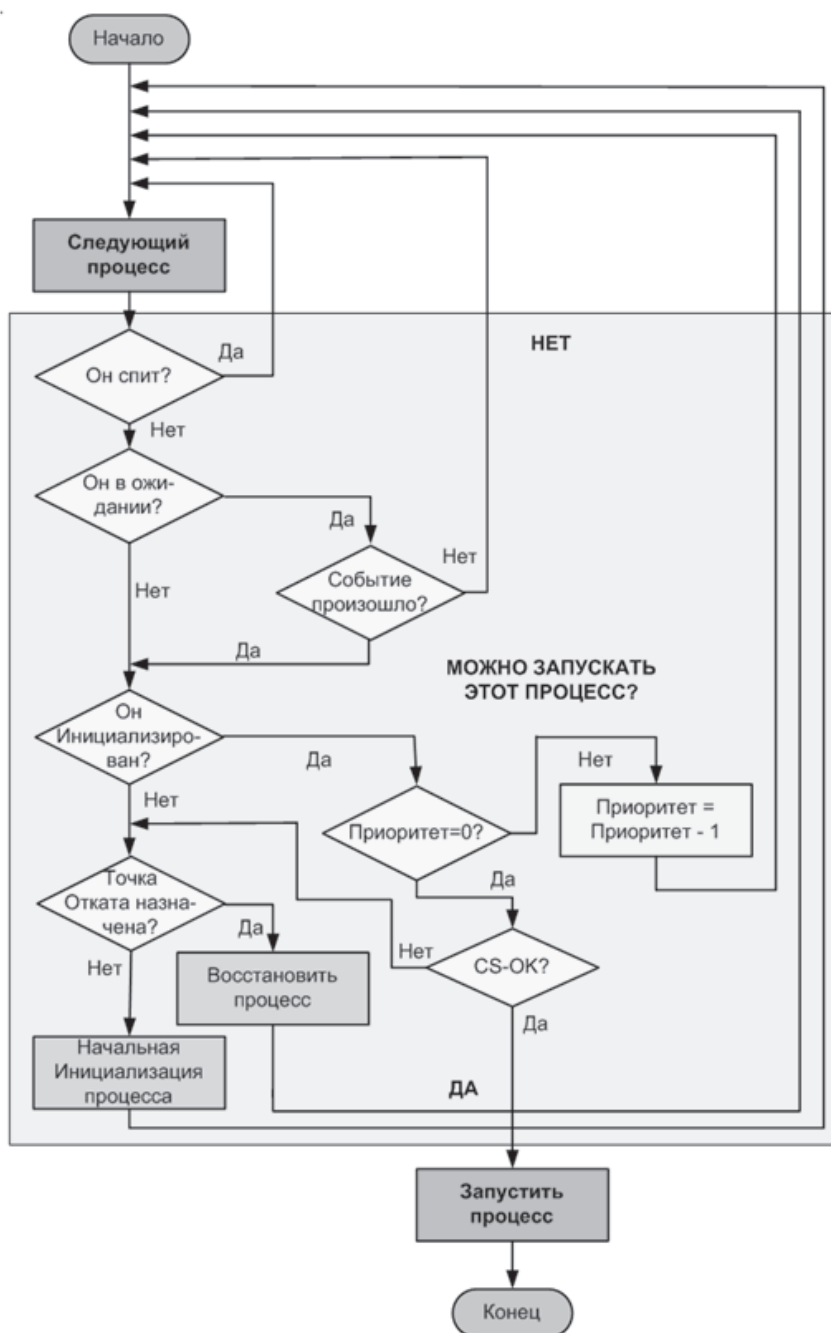 Начало
Следующий
процесс
НЕТ
Да
Он спит?
Нет
Он в ожи-
дании?
Да
Нет
Событие
произошло?
Нет
Да
МОЖНО ЗАПУСКАТЬ
ЭТОТ ПРОЦЕСС?
Он
Инициализиро-
ван?
Да
Нет
Нет
Приоритет =
Приоритет - 1
Приоритет=0?
Да
Точка
Отката назна-
чена?
Да
Нет
Нет
CS-OK?
Восстановить
процесс
Да
Начальная
Инициализация
процесса
ДА
Запустить
процесс
Конец